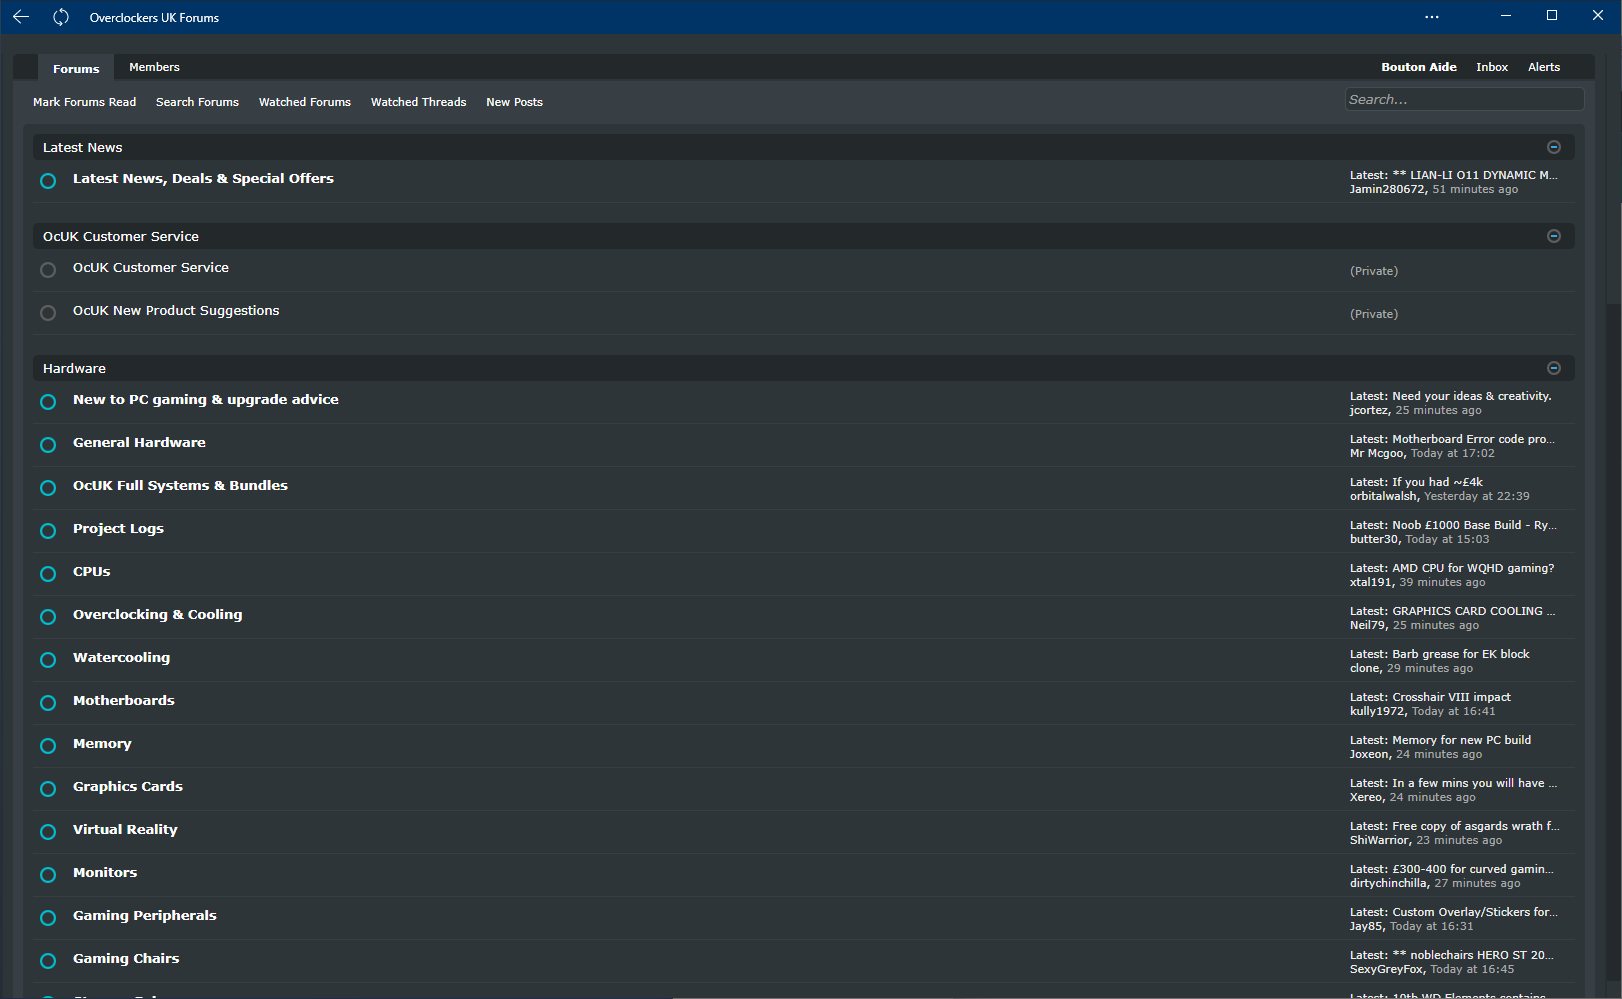 Overclockers UK Forums
Forums Members Bouton Aide Inbox Alerts
Mark Forums Read Search Forums Watched Forums Watched Threads New Posts Search...
Latest News
Latest News, Deals & Special Offers
Latest: ** LIAN-LI O11 DYNAMIC M...
Jamin280672, 51 minutes ago
OcUK Customer Service
OcUK Customer Service
(Private)
OcUK New Product Suggestions
(Private)
Hardware
New to PC gaming & upgrade advice
Latest: Need your ideas & creativity.
jcortez, 25 minutes ago
General Hardware
Latest: Motherboard Error code pro...
Mr Mcgoo, Today at 17:02
OcUK Full Systems & Bundles
Latest: If you had ~£4k
orbitalwalsh, Yesterday at 22:39
Project Logs
Latest: Noob £1000 Base Build - Ry...
butter30, Today at 15:03
CPUs
Latest: AMD CPU for WQHD gaming?
xtal191, 39 minutes ago
Overclocking & Cooling
Latest: GRAPHICS CARD COOLING ...
Neil79, 25 minutes ago
Watercooling
Latest: Barb grease for EK block
clone, 29 minutes ago
Motherboards
Latest: Crosshair VIII impact
kully1972, Today at 16:41
Memory
Latest: Memory for new PC build
Joxeon, 24 minutes ago
Graphics Cards
Latest: In a few mins you will have ...
Xereo, 24 minutes ago
Virtual Reality
Latest: Free copy of asgards wrath f...
ShiWarrior, 23 minutes ago
Monitors
Latest: £300-400 for curved gamin...
dirtychinchilla, 27 minutes ago
Gaming Peripherals
Latest: Custom Overlay/Stickers for...
Jay85, Today at 16:31
Gaming Chairs
Latest: ** noblechairs HERO ST 20...
SexyGreyFox, Today at 16:45
Latest: 10th WD Elements contains